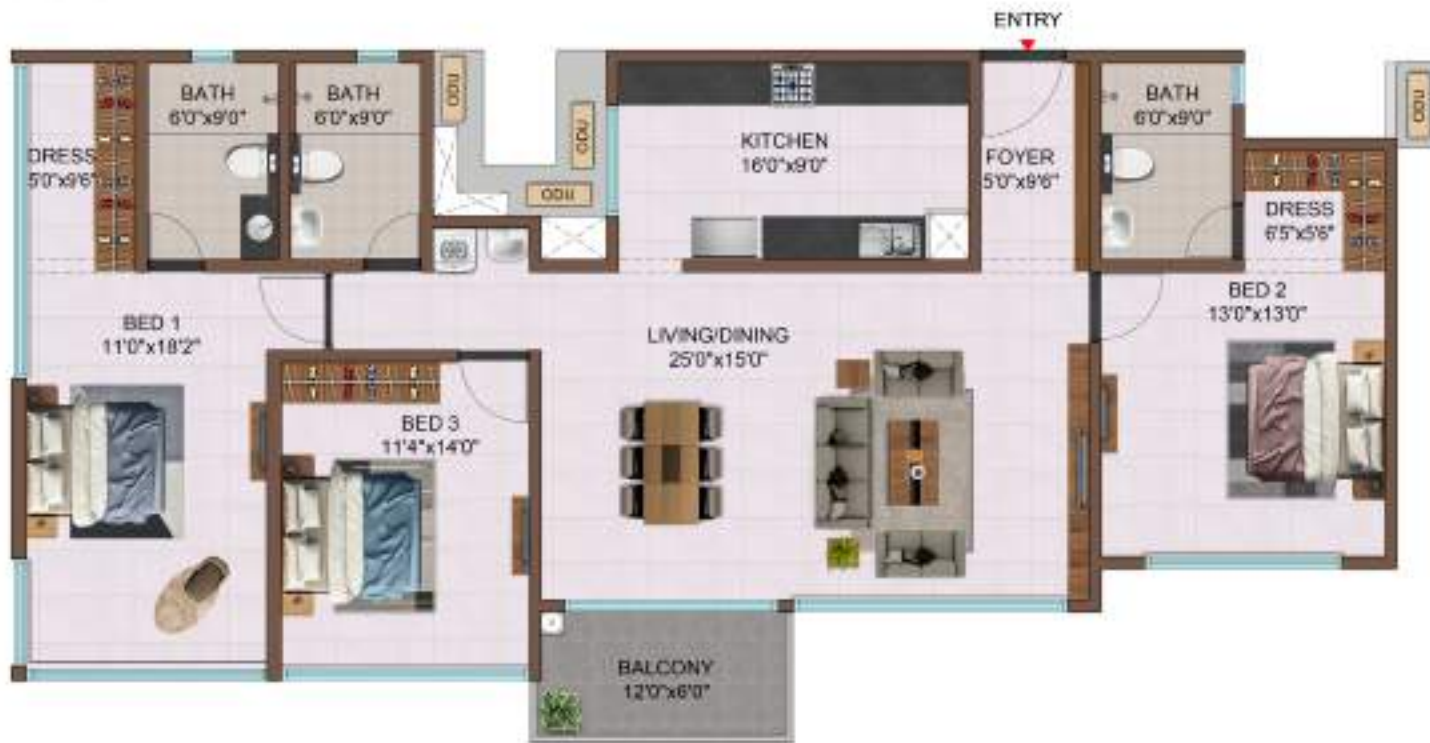 ENTRY
BATH
6'0"x9'0"
BATH
6'0"x9'0"
ODU
ODU
ODU
KITCHEN
16'0"x9'0"
FOYER
5'0"x9'6"
BATH
6'0"x9'0"
ODU
DRESS
5'0"x9'6"
DRESS
6'5"x5'6"
BED 1
11'0"x18'2"
LIVING/DINING
25'0"x15'0"
BED 2
13'0"x13'0"
BED 3
11'4"x14'0"
BALCONY
12'0"x6'0"